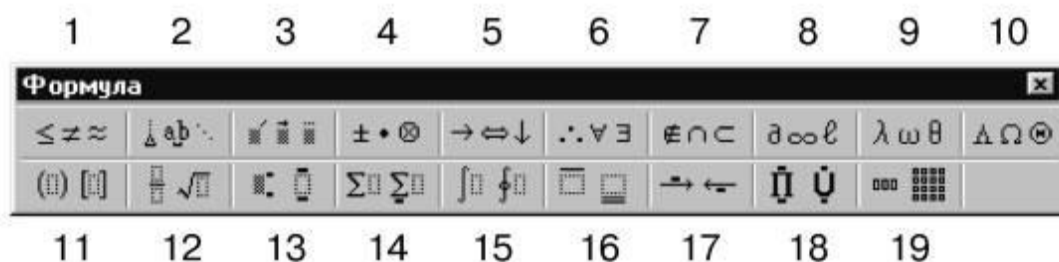 1 2 3 4 5 6 7 8 9 10
Формула
≤ ≠ ≈ ab ± • ⊗ → ⇔ ↓ ∴ ∀ ∃ ∉ ∩ ⊂ ∂ ∞ ℓ λ ω θ Λ Ω Θ
( ) [ ] √ Σ Σ ∫ ∮ → ← Π U
11 12 13 14 15 16 17 18 19